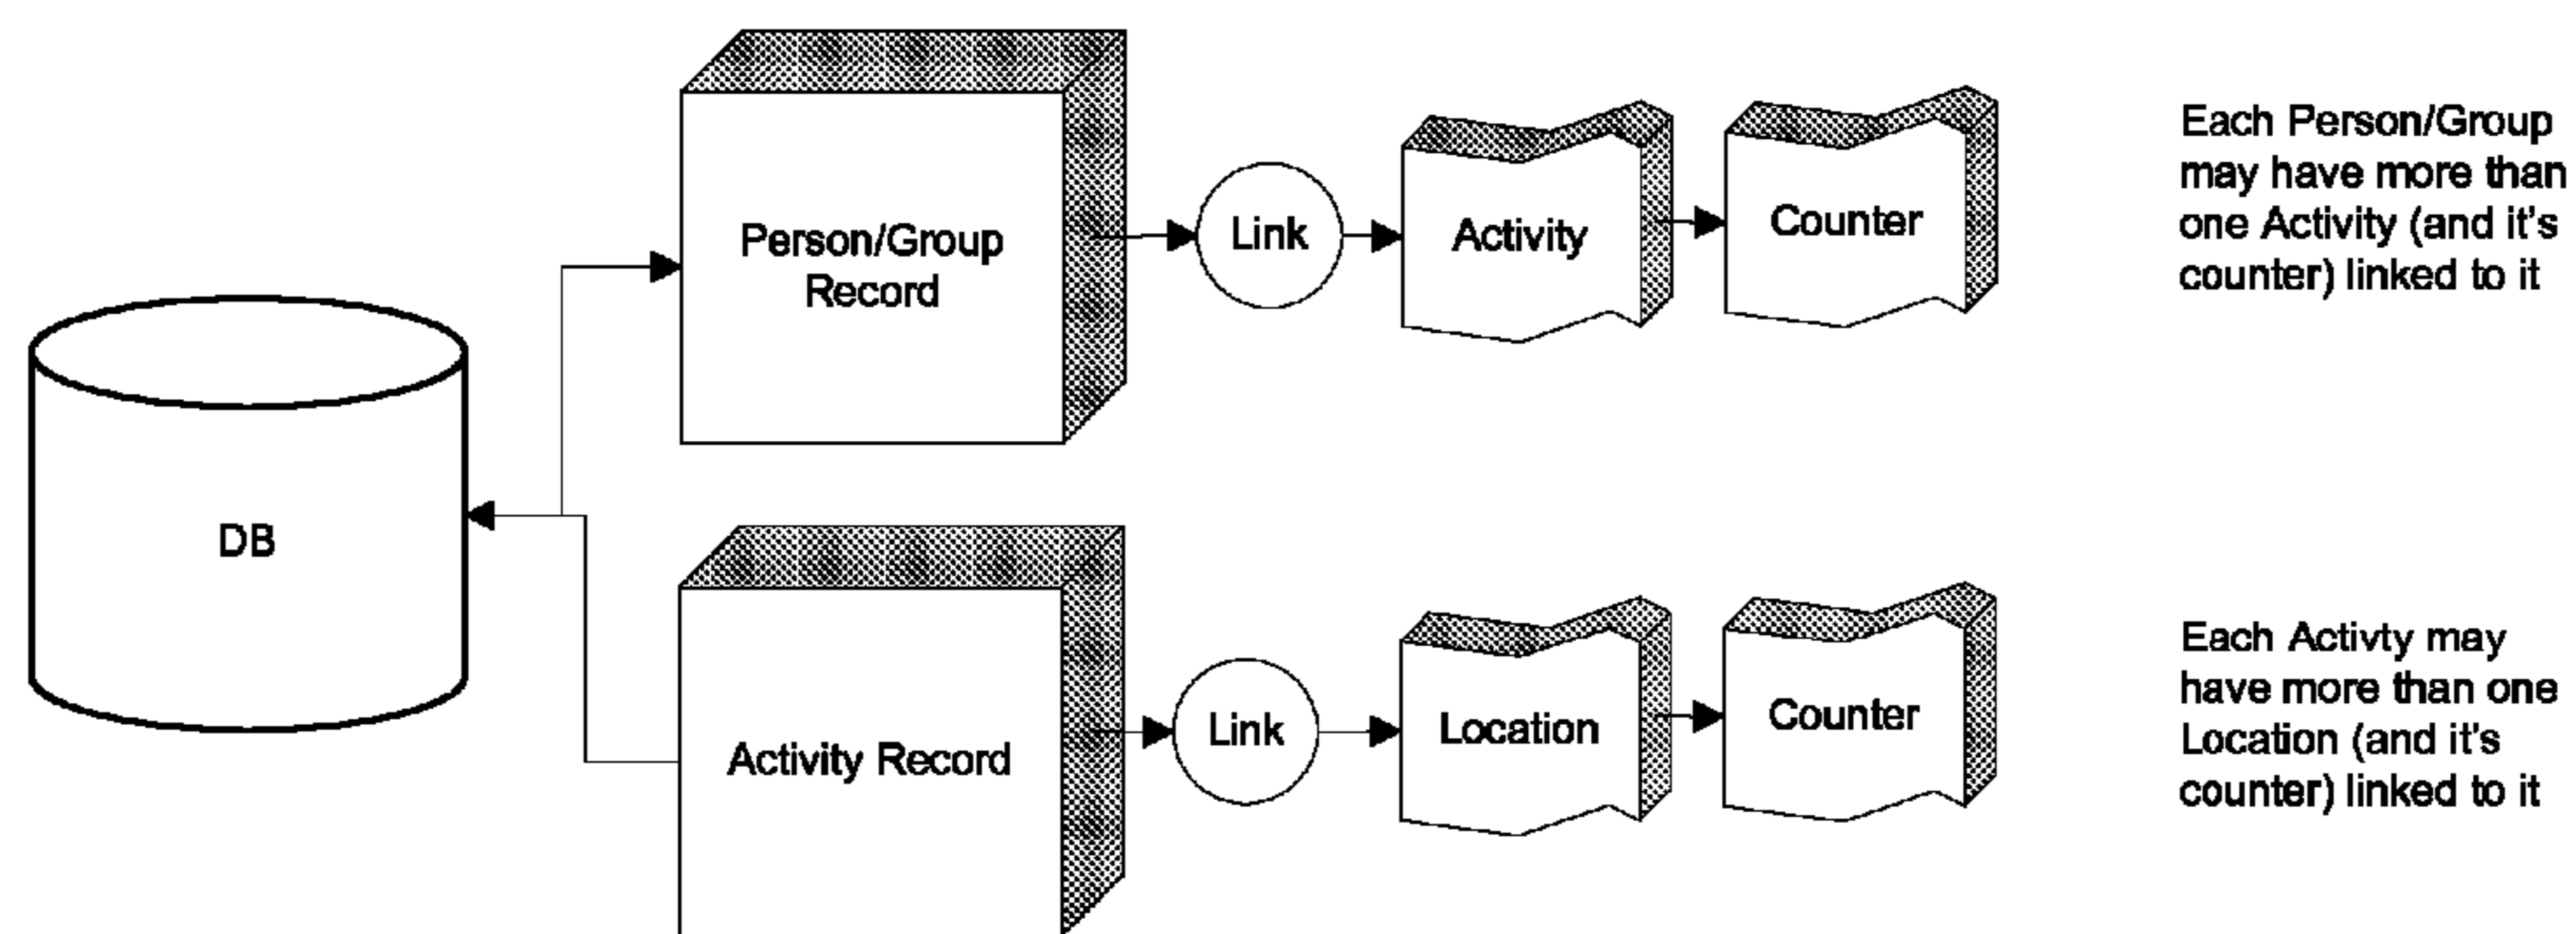 Each Person/Group
may have more than
one Activity (and it's
counter) linked to it
Person/Group
Record
Link
Activity
Counter
DB
Activity Record
Link
Location
Counter
Each Activty may
have more than one
Location (and it's
counter) linked to it